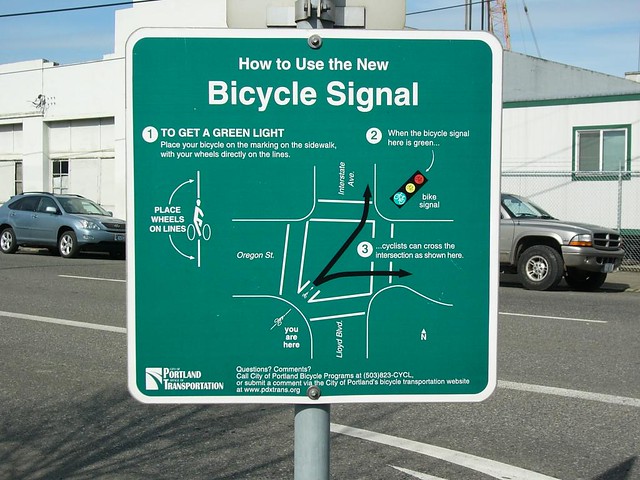 How to Use the New
Bicycle Signal
1 TO GET A GREEN LIGHT
Place your bicycle on the marking on the sidewalk,
with your wheels directly on the lines.
PLACE
WHEELS
ON LINES
2 When the bicycle signal
here is green...
bike
signal
Interstate
Ave.
3 ...cyclists can cross the
intersection as shown here.
Oregon St.
you
are
here
Lloyd Blvd.
N
CITY OF
PORTLAND
OFFICE OF
TRANSPORTATION
Questions? Comments?
Call City of Portland Bicycle Programs at (503)823-CYCL,
or submit a comment via the City of Portland's bicycle transportation website
at www.pdxtrans.org